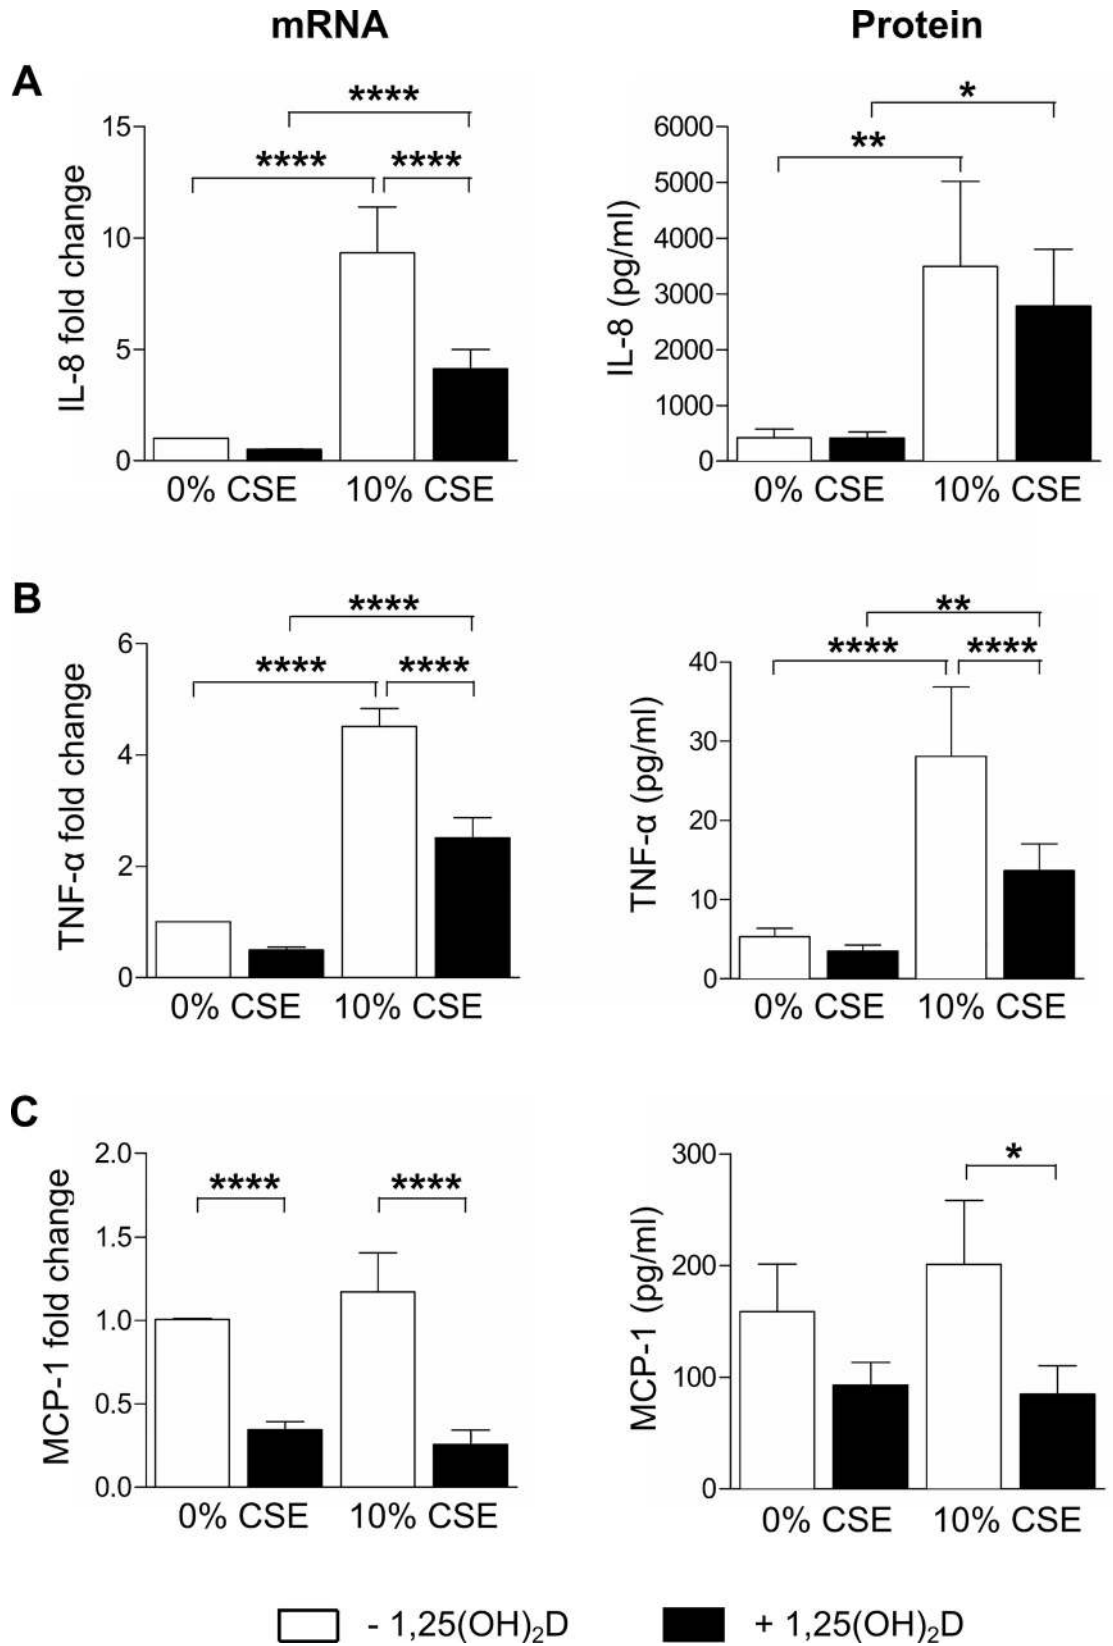 mRNA
Protein
A
****
****
****
15
10
5
0
IL-8 fold change
0% CSE
10% CSE
*
**
6000
5000
4000
3000
2000
1000
0
IL-8 (pg/ml)
0% CSE
10% CSE
B
****
****
****
6
4
2
0
TNF-α fold change
0% CSE
10% CSE
**
****
****
40
30
20
10
0
TNF-α (pg/ml)
0% CSE
10% CSE
C
****
****
2.0
1.5
1.0
0.5
0.0
MCP-1 fold change
0% CSE
10% CSE
*
300
200
100
0
MCP-1 (pg/ml)
0% CSE
10% CSE
- 1,25(OH)₂D
+ 1,25(OH)₂D